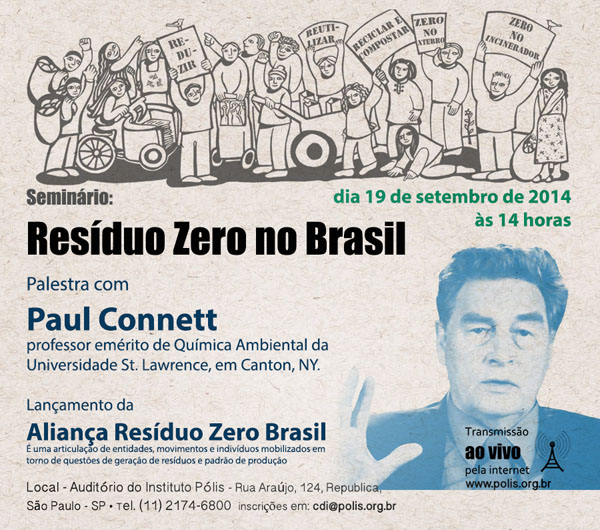 RE-
DU-
ZIR
REUTI-
LIZAR
RECICLAR E
COMPOSTAR
ZERO
NO
ATERRO
ZERO
NO
INCINERADOR
Seminário:
dia 19 de setembro de 2014
às 14 horas
Resíduo Zero no Brasil
Palestra com
Paul Connett
professor emérito de Química Ambiental da
Universidade St. Lawrence, em Canton, NY.
Lançamento da
Aliança Resíduo Zero Brasil
É uma articulação de entidades, movimentos e indivíduos mobilizados em
torno de questões de geração de resíduos e padrão de produção
Transmissão
ao vivo
pela internet
www.polis.org.br
Local - Auditório do Instituto Pólis - Rua Araújo, 124, Republica,
São Paulo - SP • Tel. (11) 2174-6800 inscrições em: cdi@polis.org.br